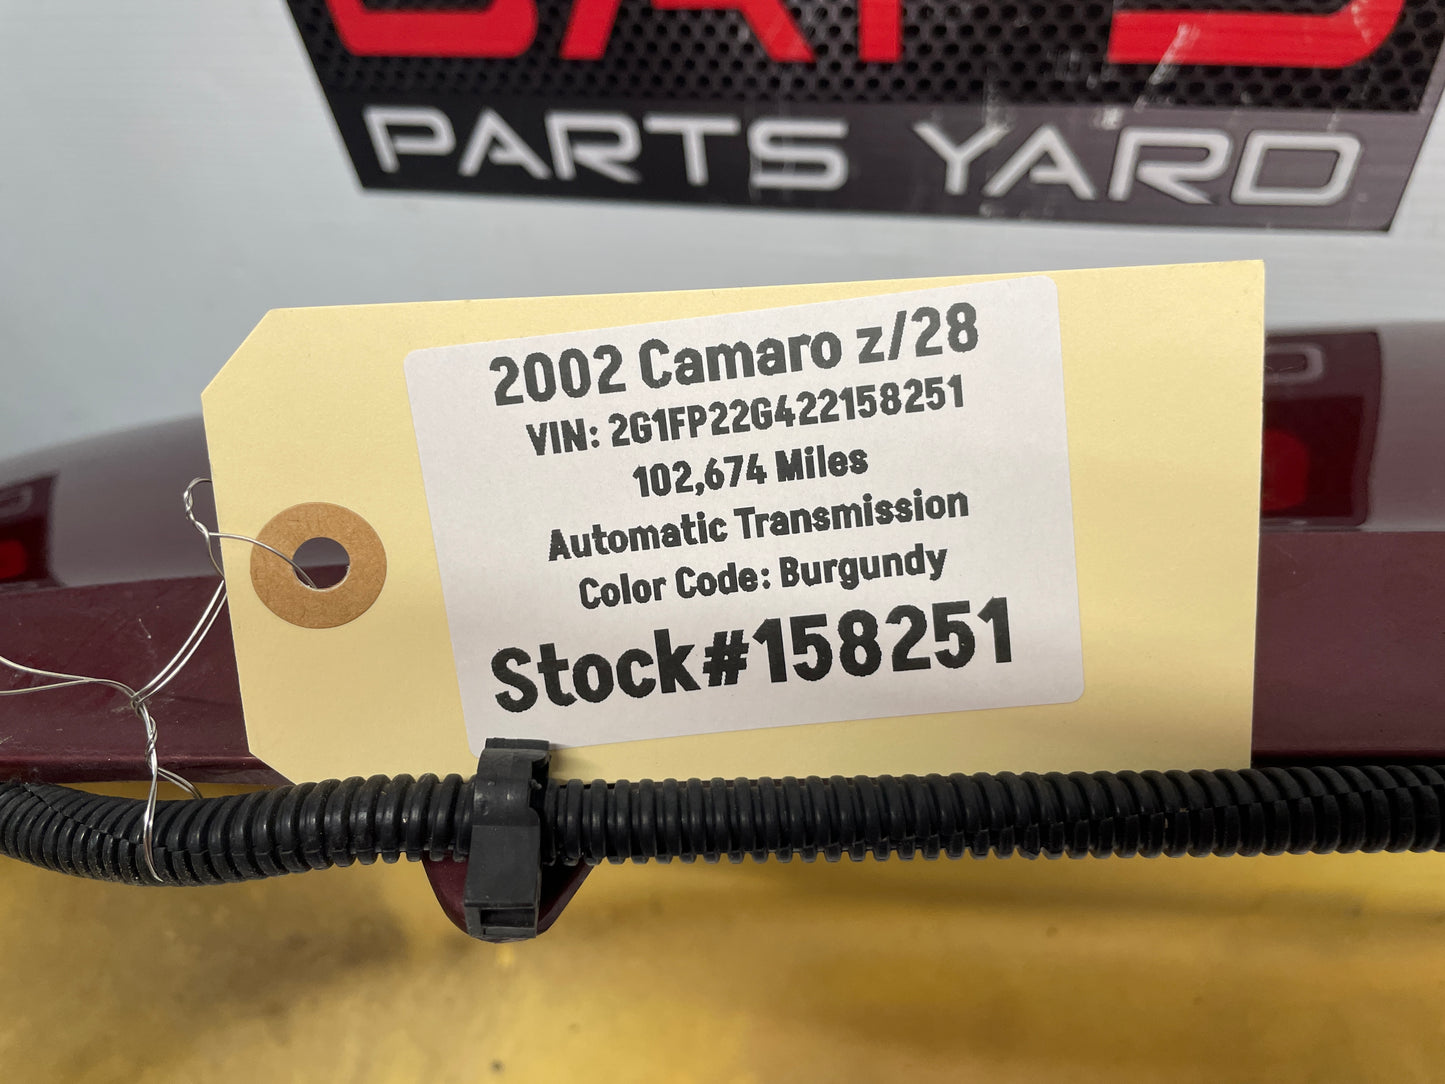 PARTS YARD
2002 Camaro z/28
VIN: 2G1FP22G422158251
102,674 Miles
Automatic Transmission
Color Code: Burgundy
Stock#158251